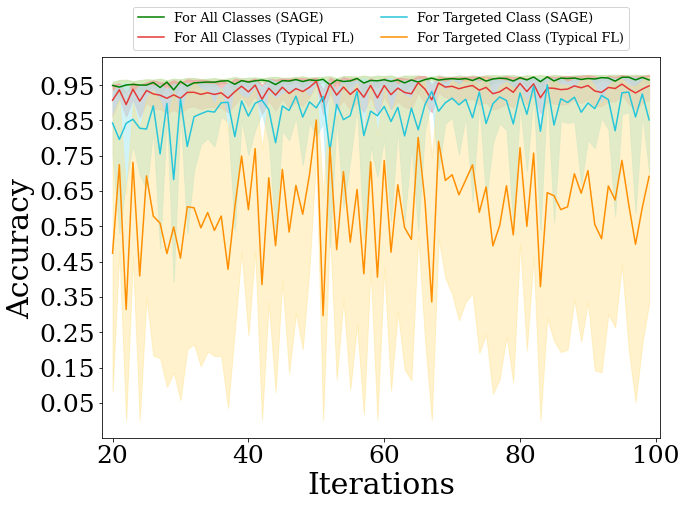 For All Classes (SAGE)
For All Classes (Typical FL)
For Targeted Class (SAGE)
For Targeted Class (Typical FL)
0.95
0.85
0.75
0.65
0.55
0.45
0.35
0.25
0.15
0.05
Accuracy
20 40 60 80 100
Iterations